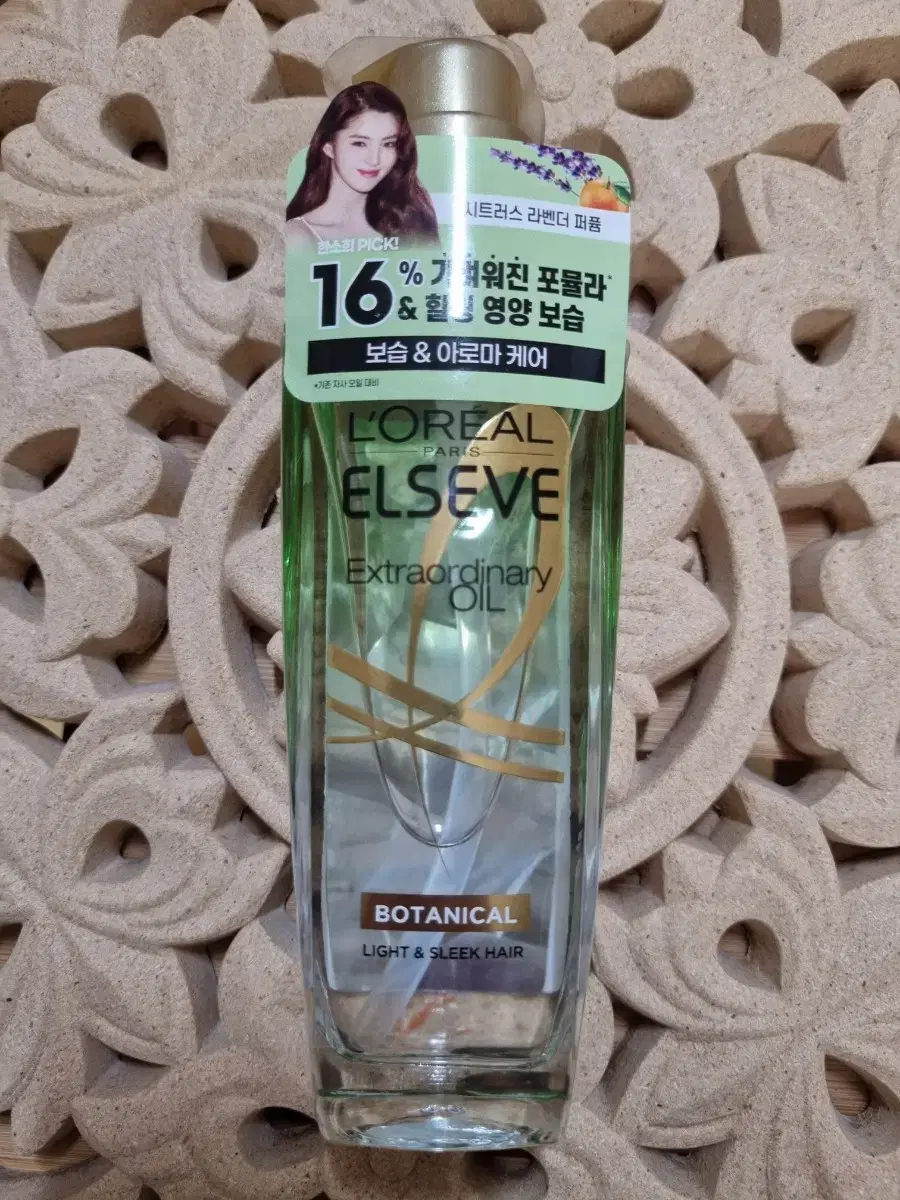 시트러스 라벤더 퍼퓸
한소희 PICK!
16% 가벼워진 포뮬라*
& 영양 보습
보습 & 아로마 케어
*기존 자사 오일 대비
L'ORÉAL
PARIS
ELSEVE
Extraordinary
OIL
BOTANICAL
LIGHT & SLEEK HAIR